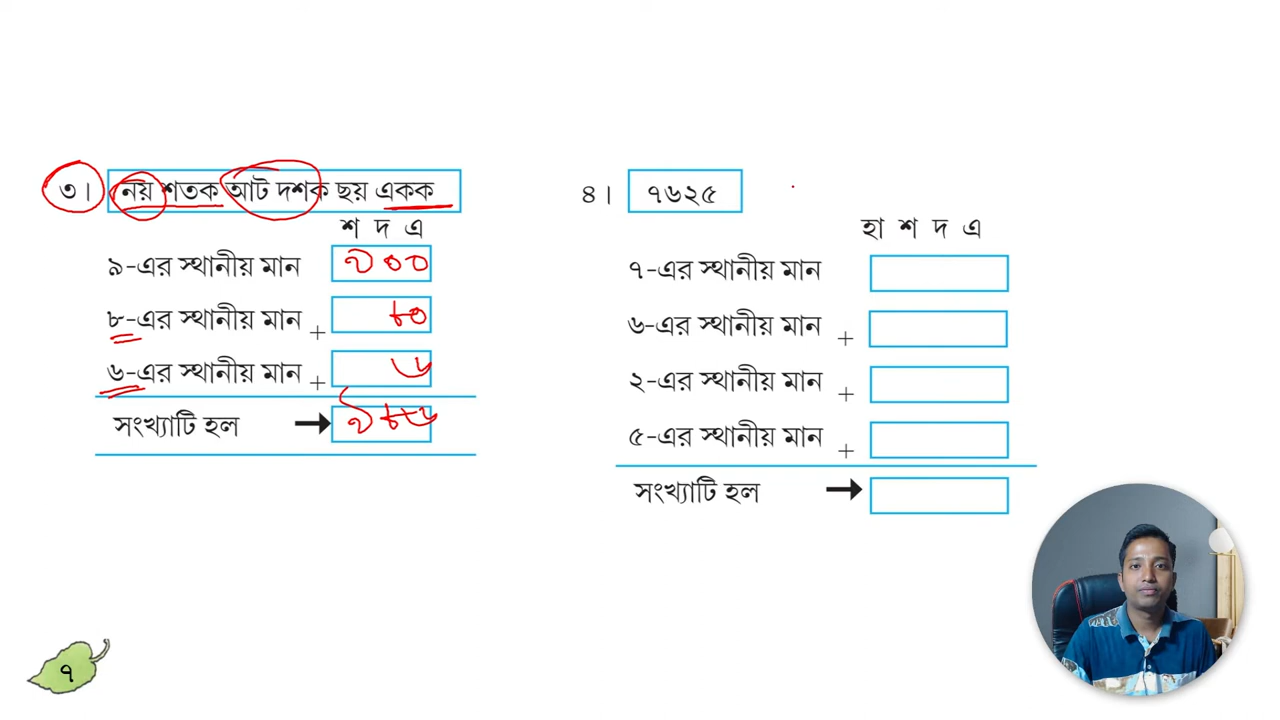 ৩। নয় শতক আট দশক ছয় একক
শ দ এ
৯-এর স্থানীয় মান ৯০০
৮-এর স্থানীয় মান + ৮০
৬-এর স্থানীয় মান + ৬
সংখ্যাটি হল → ৯৮৬
৪। ৭৬২৫
হা শ দ এ
৭-এর স্থানীয় মান
৬-এর স্থানীয় মান +
২-এর স্থানীয় মান +
৫-এর স্থানীয় মান +
সংখ্যাটি হল →
৭